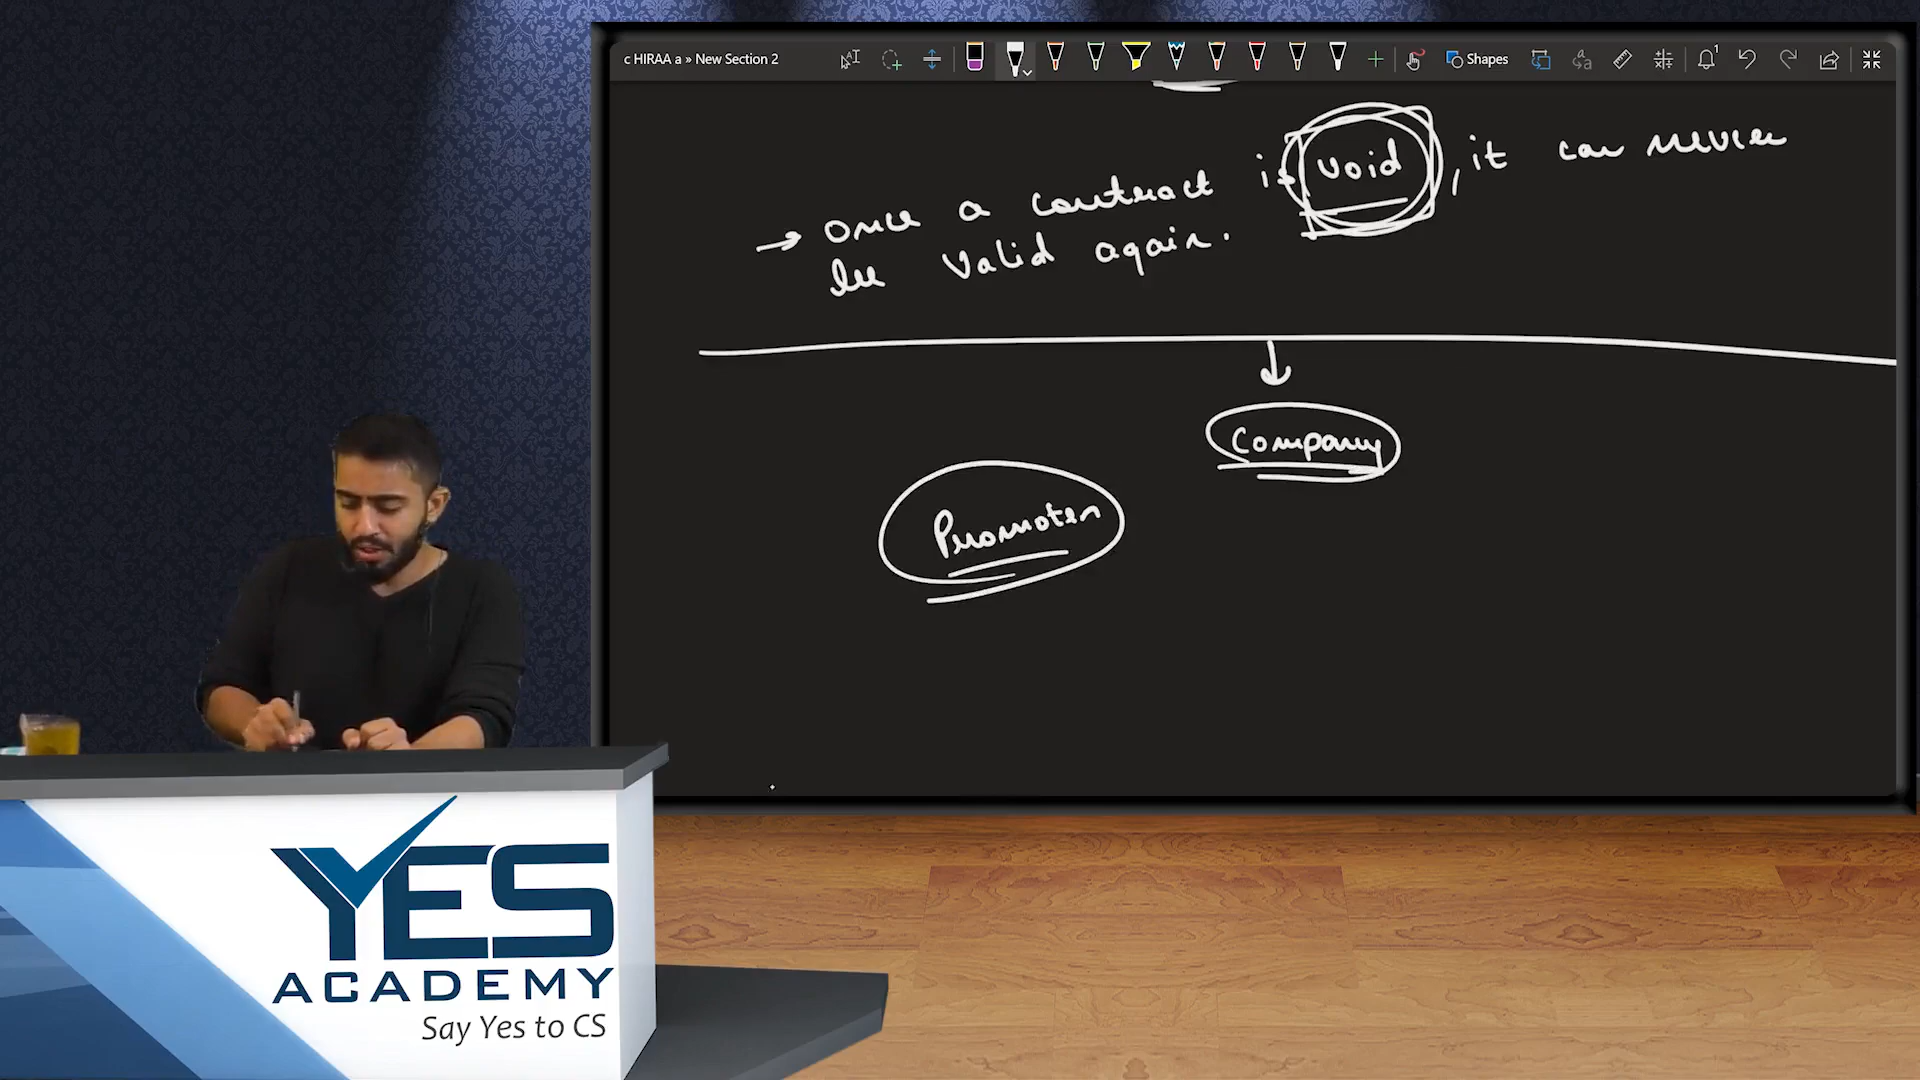 c HIRAA a » New Section 2
Shapes
1
→ Once a contract is void, it can never
be valid again.
Company
Promoter
YES
ACADEMY
Say Yes to CS